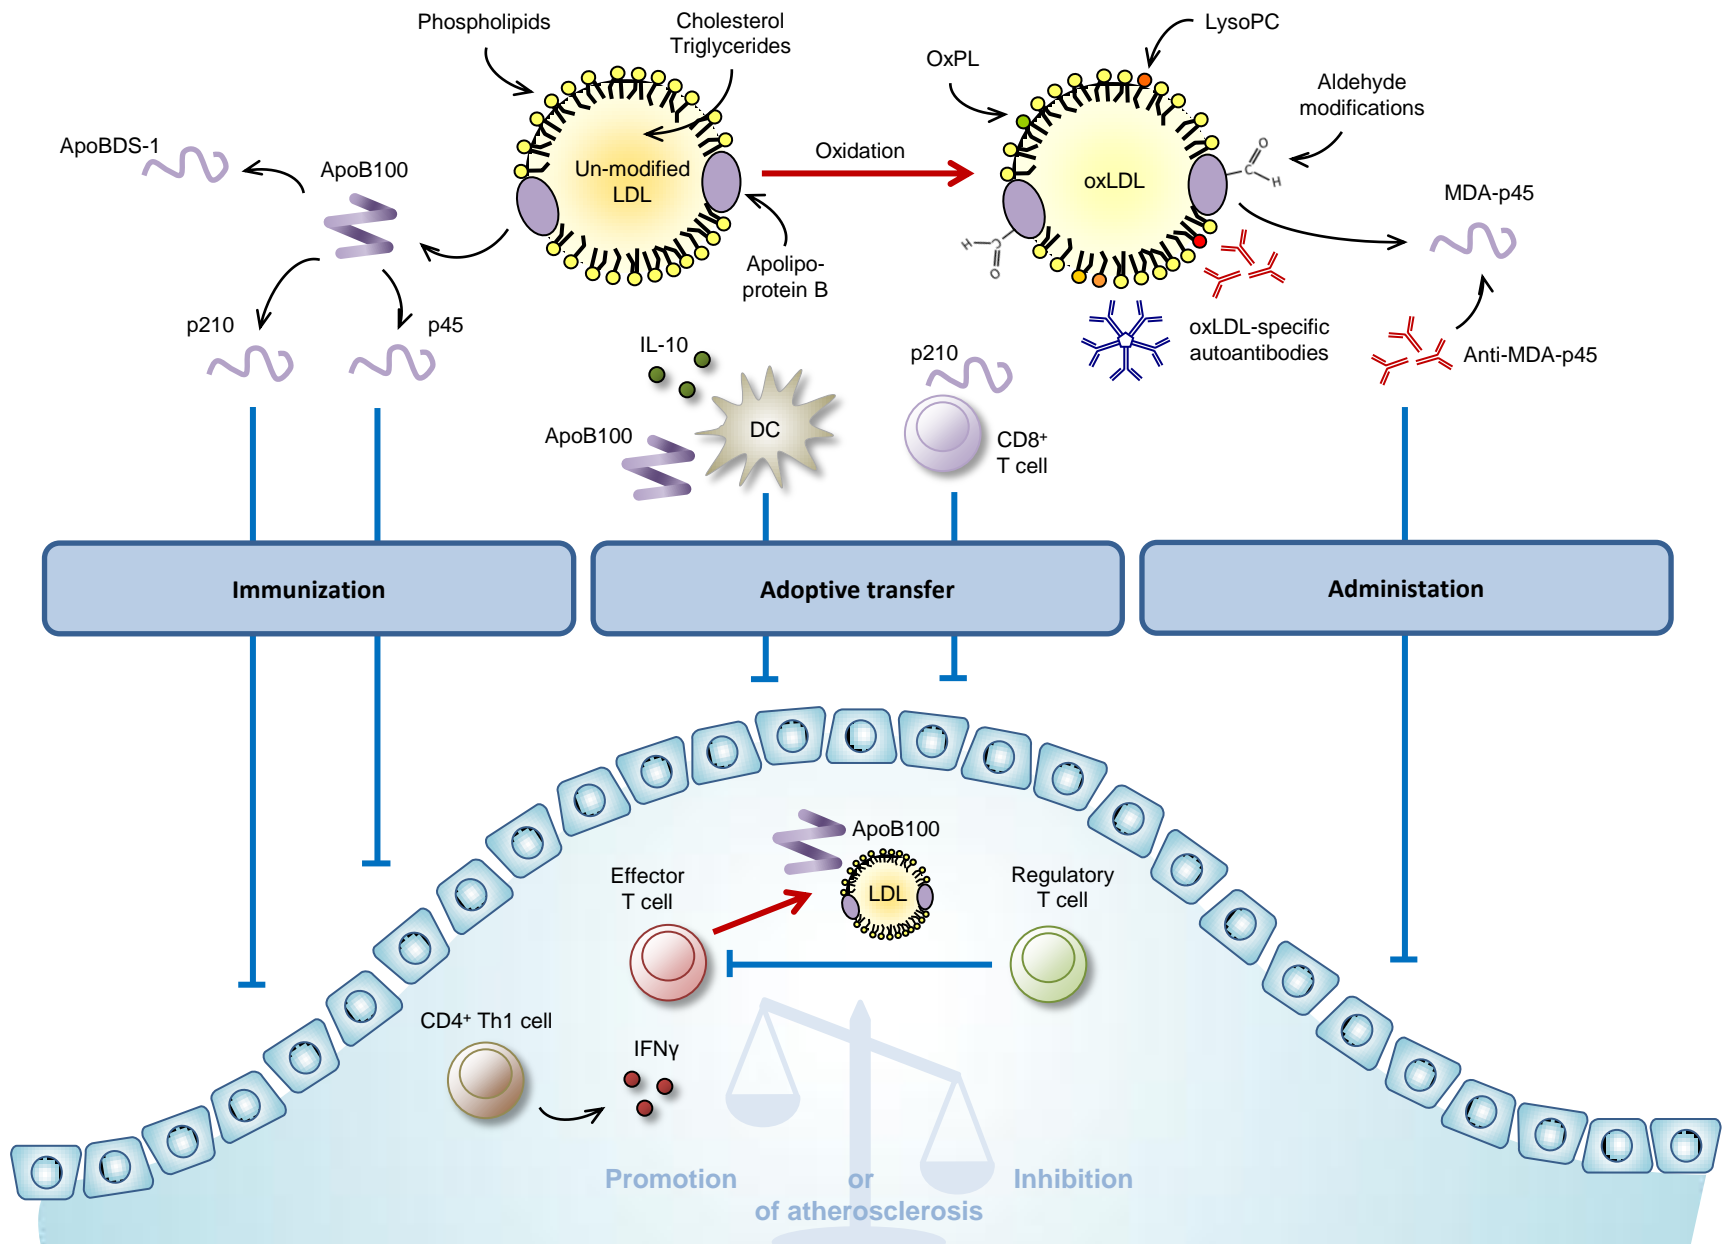 Phospholipids
Cholesterol
Triglycerides
LysoPC
OxPL
Aldehyde
modifications
ApoBDS-1
ApoB100
Un-modified
LDL
Oxidation
oxLDL
C
O
H
MDA-p45
H
C
O
Apolipo-
protein B
p210
p45
IL-10
p210
oxLDL-specific
autoantibodies
Anti-MDA-p45
ApoB100
DC
CD8+
T cell
Immunization
Adoptive transfer
Administation
ApoB100
Effector
T cell
LDL
Regulatory
T cell
CD4+ Th1 cell
IFNγ
Promotion or Inhibition
of atherosclerosis